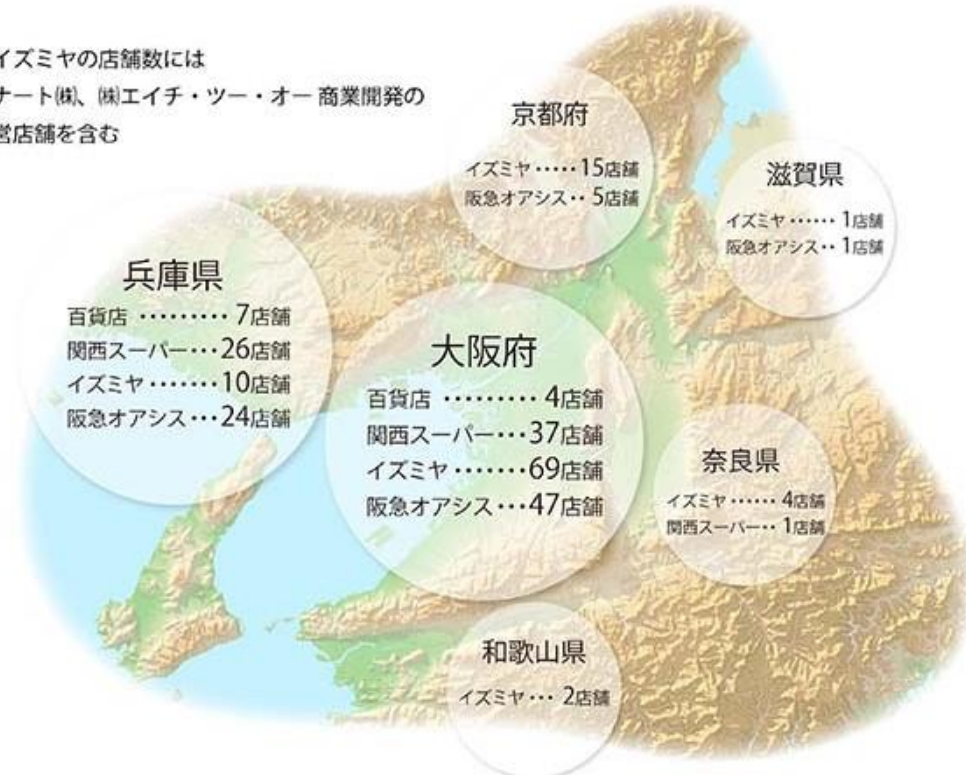 イズミヤの店舗数には
ナート㈱、㈱エイチ・ツー・オー 商業開発の
営店舗を含む
京都府
イズミヤ‥‥‥15店舗
阪急オアシス‥5店舗
滋賀県
イズミヤ‥‥‥1店舗
阪急オアシス‥1店舗
兵庫県
百貨店 ‥‥‥‥‥7店舗
関西スーパー…26店舗
イズミヤ‥‥‥・10店舗
阪急オアシス…24店舗
大阪府
百貨店 ‥‥‥‥‥4店舗
関西スーパー…37店舗
イズミヤ‥‥‥・69店舗
阪急オアシス…47店舗
奈良県
イズミヤ‥‥‥4店舗
関西スーパー‥1店舗
和歌山県
イズミヤ…2店舗